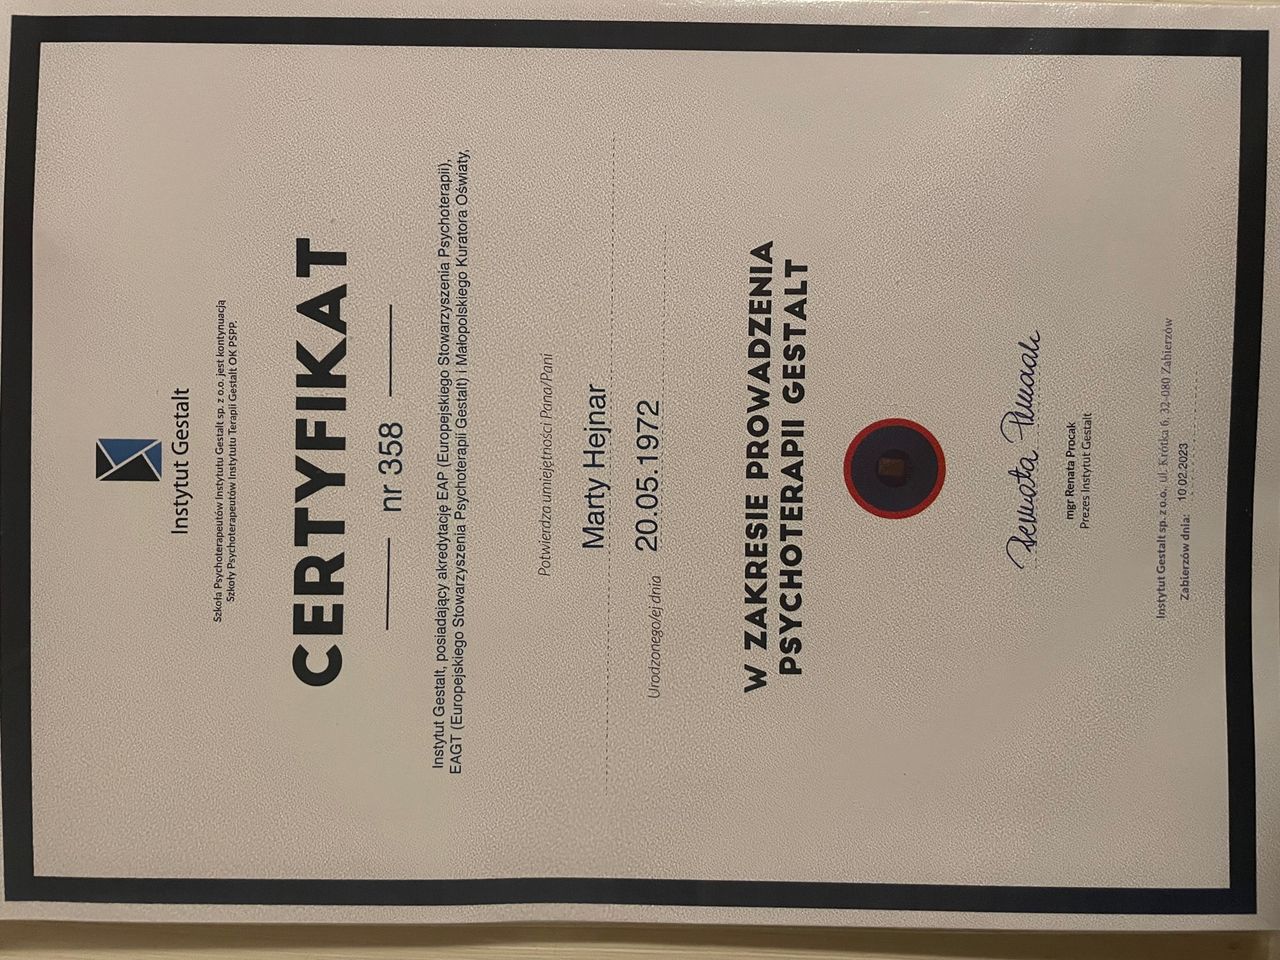 Instytut Gestalt
Szkoła Psychoterapeutów Instytutu Gestalt sp. z o.o. jest kontynuacją
Szkoły Psychoterapeutów Instytutu Terapii Gestalt OK PSPP.
CERTYFIKAT
nr 358
Instytut Gestalt, posiadający akredytację EAP (Europejskiego Stowarzyszenia Psychoterapii),
EAGT (Europejskiego Stowarzyszenia Psychoterapii Gestalt) i Małopolskiego Kuratora Oświaty,
Potwierdza umiejętności Pana/Pani
Marty Hejnar
Urodzonego/ej dnia 20.05.1972
W ZAKRESIE PROWADZENIA
PSYCHOTERAPII GESTALT
mgr Renata Procak
Prezes Instytut Gestalt
Instytut Gestalt sp. z o.o. ul. Krótka 6, 32-080 Zabierzów
Zabierzów dnia: 10.02.2023